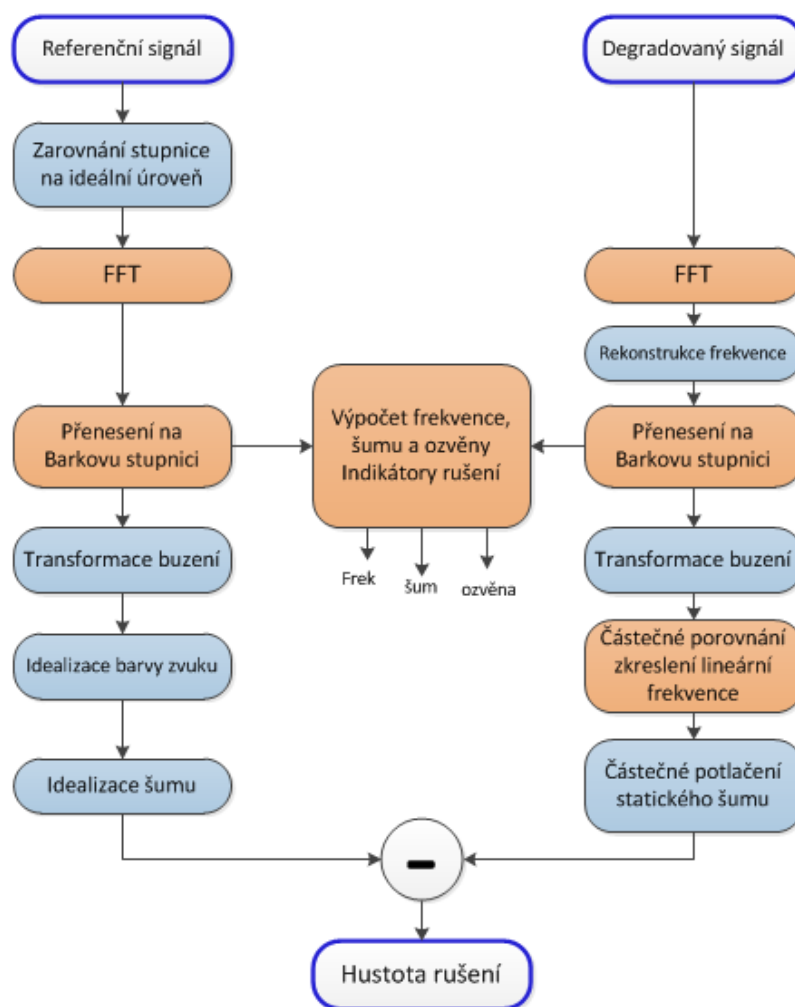 Referenční signál
Degradovaný signál
Zarovnání stupnice
na ideální úroveň
FFT
FFT
Rekonstrukce frekvence
Přenesení na
Barkovu stupnici
Výpočet frekvence,
šumu a ozvěny
Indikátory rušení
Přenesení na
Barkovu stupnici
Transformace buzení
Frek
šum
ozvěna
Transformace buzení
Idealizace barvy zvuku
Částečné porovnání
zkreslení lineární
frekvence
Idealizace šumu
Částečné potlačení
statického šumu
–
Hustota rušení